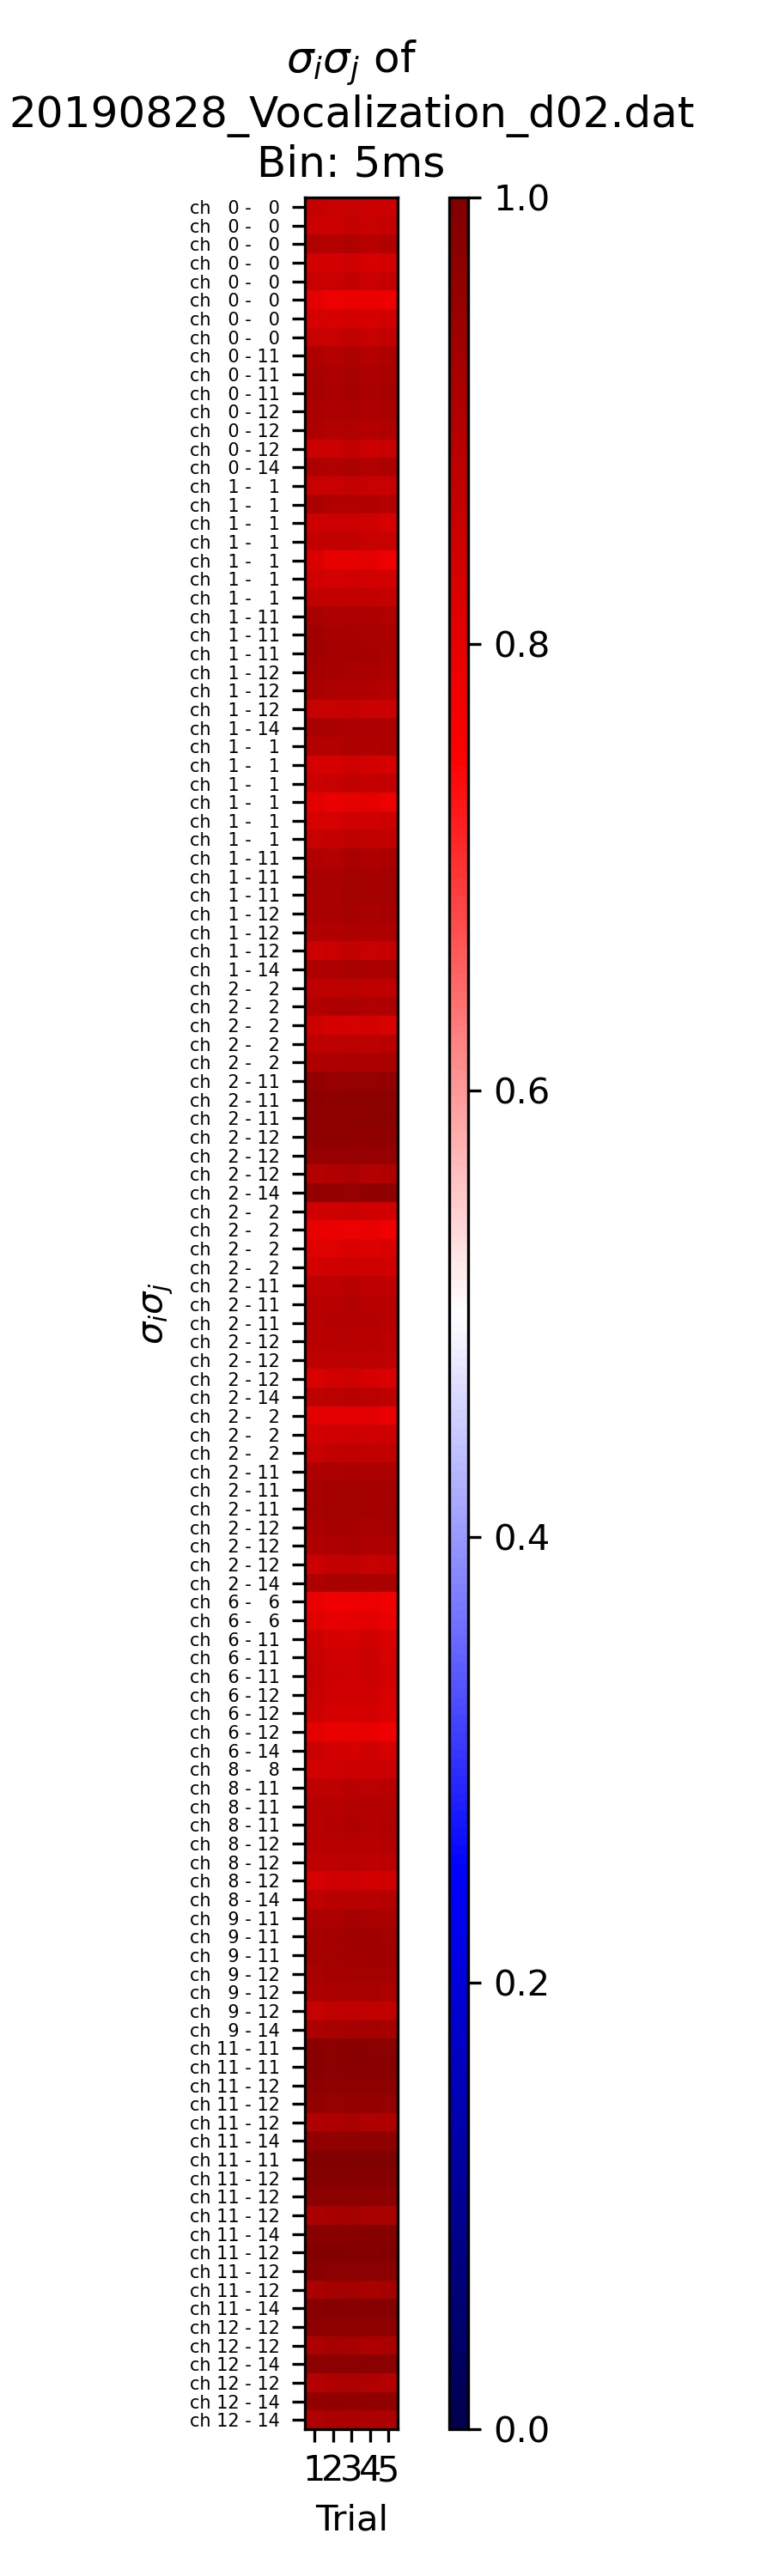 σiσj of
20190828_Vocalization_d02.dat
Bin: 5ms
ch 0 - 0
ch 0 - 0
ch 0 - 0
ch 0 - 0
ch 0 - 0
ch 0 - 0
ch 0 - 0
ch 0 - 0
ch 0 - 11
ch 0 - 11
ch 0 - 11
ch 0 - 12
ch 0 - 12
ch 0 - 12
ch 0 - 14
ch 1 - 1
ch 1 - 1
ch 1 - 1
ch 1 - 1
ch 1 - 1
ch 1 - 1
ch 1 - 1
ch 1 - 11
ch 1 - 11
ch 1 - 11
ch 1 - 12
ch 1 - 12
ch 1 - 12
ch 1 - 14
ch 1 - 1
ch 1 - 1
ch 1 - 1
ch 1 - 1
ch 1 - 1
ch 1 - 1
ch 1 - 11
ch 1 - 11
ch 1 - 11
ch 1 - 12
ch 1 - 12
ch 1 - 12
ch 1 - 14
ch 2 - 2
ch 2 - 2
ch 2 - 2
ch 2 - 2
ch 2 - 2
ch 2 - 11
ch 2 - 11
ch 2 - 11
ch 2 - 12
ch 2 - 12
ch 2 - 12
ch 2 - 14
ch 2 - 2
ch 2 - 2
ch 2 - 2
ch 2 - 2
ch 2 - 11
ch 2 - 11
ch 2 - 11
ch 2 - 12
ch 2 - 12
ch 2 - 12
ch 2 - 14
ch 2 - 2
ch 2 - 2
ch 2 - 2
ch 2 - 11
ch 2 - 11
ch 2 - 11
ch 2 - 12
ch 2 - 12
ch 2 - 12
ch 2 - 14
ch 6 - 6
ch 6 - 6
ch 6 - 11
ch 6 - 11
ch 6 - 11
ch 6 - 12
ch 6 - 12
ch 6 - 12
ch 6 - 14
ch 8 - 8
ch 8 - 11
ch 8 - 11
ch 8 - 11
ch 8 - 12
ch 8 - 12
ch 8 - 12
ch 8 - 14
ch 9 - 11
ch 9 - 11
ch 9 - 11
ch 9 - 12
ch 9 - 12
ch 9 - 12
ch 9 - 14
ch 11 - 11
ch 11 - 11
ch 11 - 12
ch 11 - 12
ch 11 - 12
ch 11 - 14
ch 11 - 11
ch 11 - 12
ch 11 - 12
ch 11 - 12
ch 11 - 14
ch 11 - 12
ch 11 - 12
ch 11 - 12
ch 11 - 14
ch 12 - 12
ch 12 - 12
ch 12 - 14
ch 12 - 12
ch 12 - 14
ch 12 - 14
σiσj
1 2 3 4 5
Trial
1.0
0.8
0.6
0.4
0.2
0.0